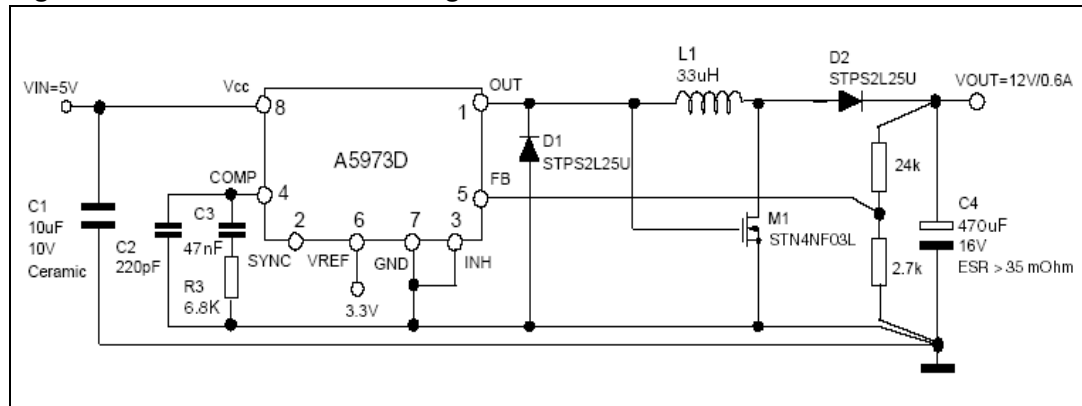 L1
33uH
D2
STPS2L25U
VIN=5V
Vcc
OUT
VOUT=12V/0.6A
8
1
D1
STPS2L25U
A5973D
24k
COMP
FB
4
5
C1
10uF
10V
Ceramic
C2
220pF
C3
47nF
2
6
7
3
SYNC
VREF
GND
INH
M1
STN4NF03L
C4
470uF
16V
ESR > 35 mOhm
2.7k
R3
6.8K
3.3V